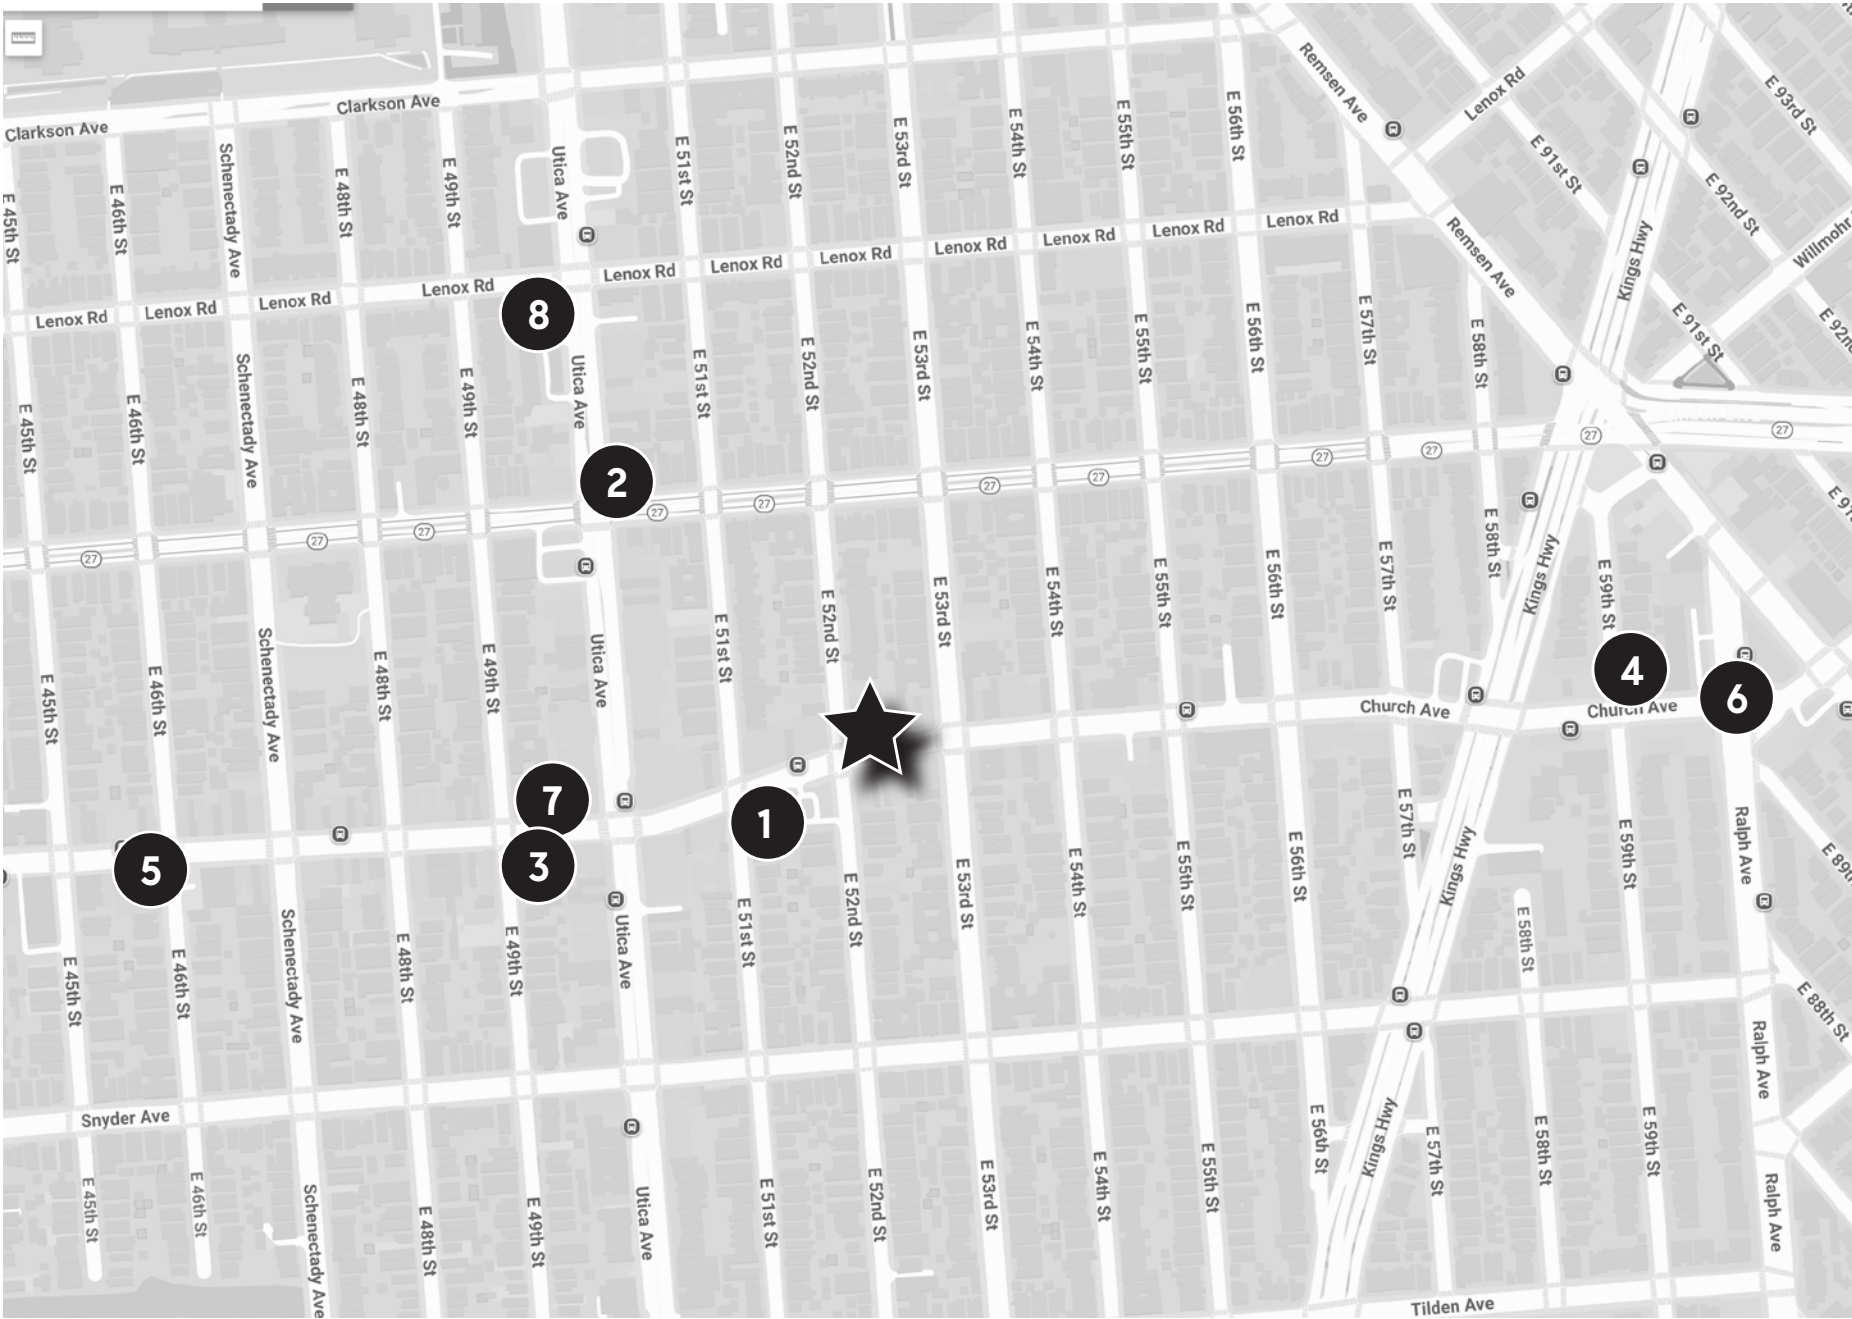 Clarkson Ave
Clarkson Ave
Remsen Ave
Lenox Rd
E 93rd St
E 45th St
E 46th St
Schenectady Ave
E 48th St
E 49th St
Utica Ave
E 51st St
E 52nd St
E 53rd St
E 54th St
E 55th St
E 56th St
E 91st St
E 92nd St
Willmohr
Lenox Rd
Lenox Rd
Lenox Rd
Lenox Rd
Lenox Rd
Lenox Rd
Lenox Rd
Lenox Rd
Lenox Rd
Lenox Rd
Lenox Rd
Remsen Ave
Kings Hwy
8
E 45th St
E 46th St
Schenectady Ave
E 48th St
E 49th St
Utica Ave
E 51st St
E 52nd St
E 53rd St
E 54th St
E 55th St
E 56th St
E 57th St
E 58th St
E 91st St
E 92nd
2
27
27
27
27
27
27
27
27
27
27
27
E 45th St
E 46th St
Schenectady Ave
E 48th St
E 49th St
Utica Ave
E 51st St
E 52nd St
E 53rd St
E 54th St
E 55th St
E 56th St
E 57th St
E 58th St
Kings Hwy
E 59th St
4
6
Church Ave
Church Ave
7
1
3
5
E 57th St
Kings Hwy
E 59th St
Ralph Ave
E 89th
E 45th St
E 46th St
Schenectady Ave
E 48th St
E 49th St
Utica Ave
E 51st St
E 52nd St
E 53rd St
E 54th St
E 55th St
E 56th St
E 58th St
E 88th St
Snyder Ave
Ralph Ave
E 45th St
E 46th St
Schenectady Ave
E 48th St
E 49th St
Utica Ave
E 51st St
E 52nd St
E 53rd St
E 54th St
E 55th St
E 56th St
Kings Hwy
E 57th St
E 58th St
E 59th St
Ralph Ave
Tilden Ave